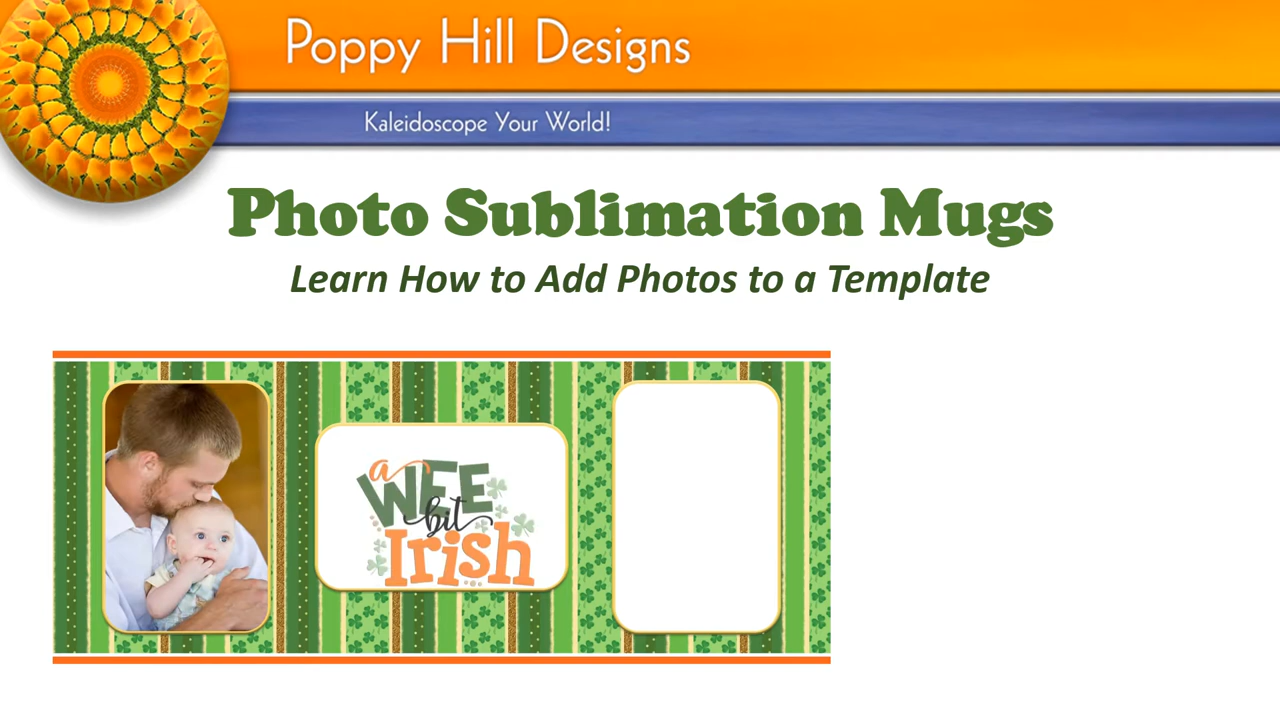 Poppy Hill Designs
Kaleidoscope Your World!
Photo Sublimation Mugs
Learn How to Add Photos to a Template
a
WEE
bit
Irish